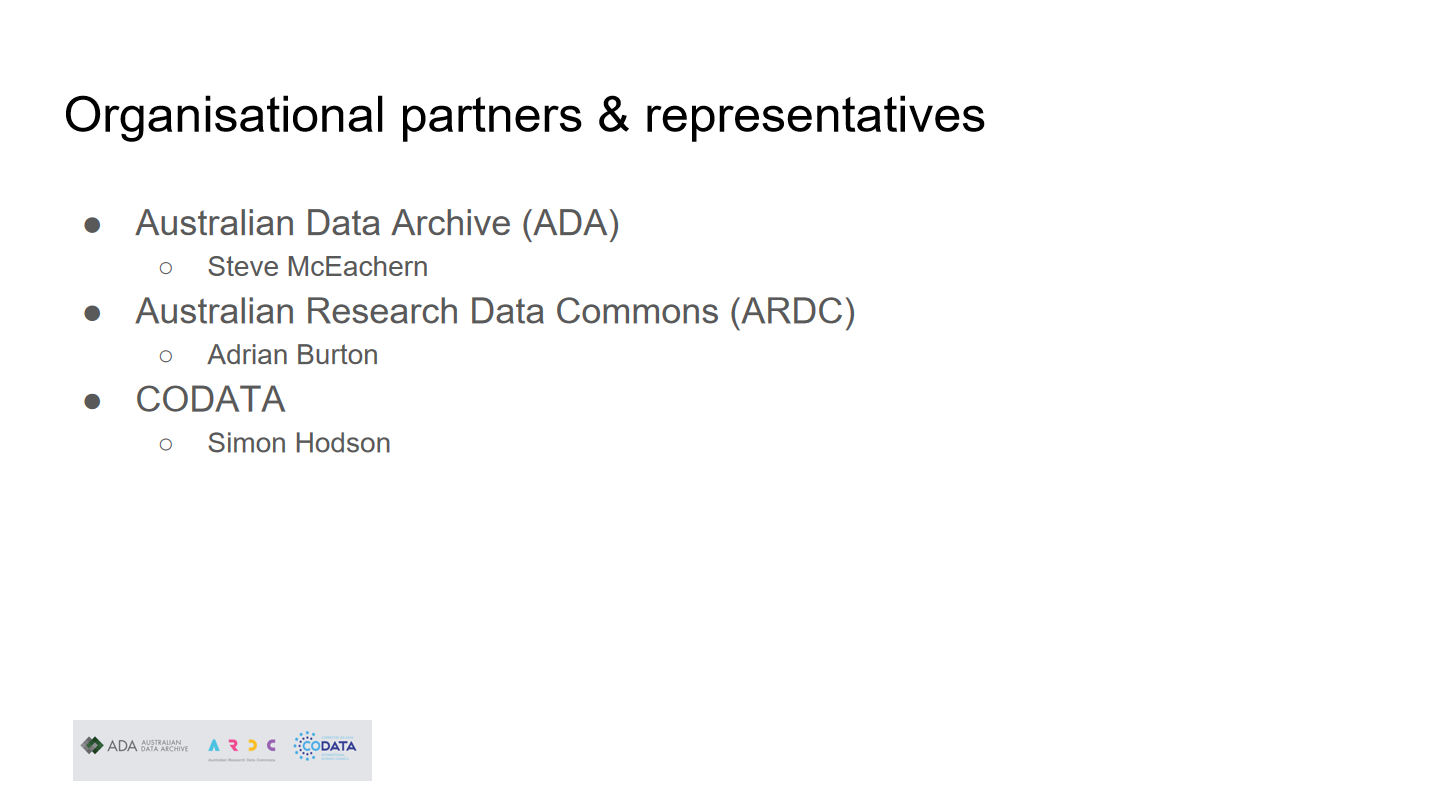 Organisational partners & representatives
● Australian Data Archive (ADA)
○ Steve McEachern
● Australian Research Data Commons (ARDC)
○ Adrian Burton
● CODATA
○ Simon Hodson
ADA AUSTRALIAN DATA ARCHIVE
ARDC
Australian Research Data Commons
CODATA